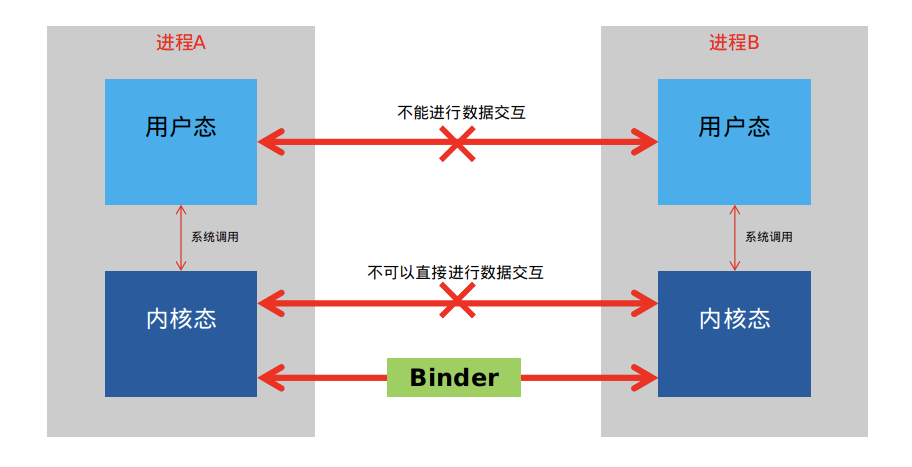 进程A
进程B
不能进行数据交互
用户态
用户态
系统调用
系统调用
不可以直接进行数据交互
内核态
内核态
Binder